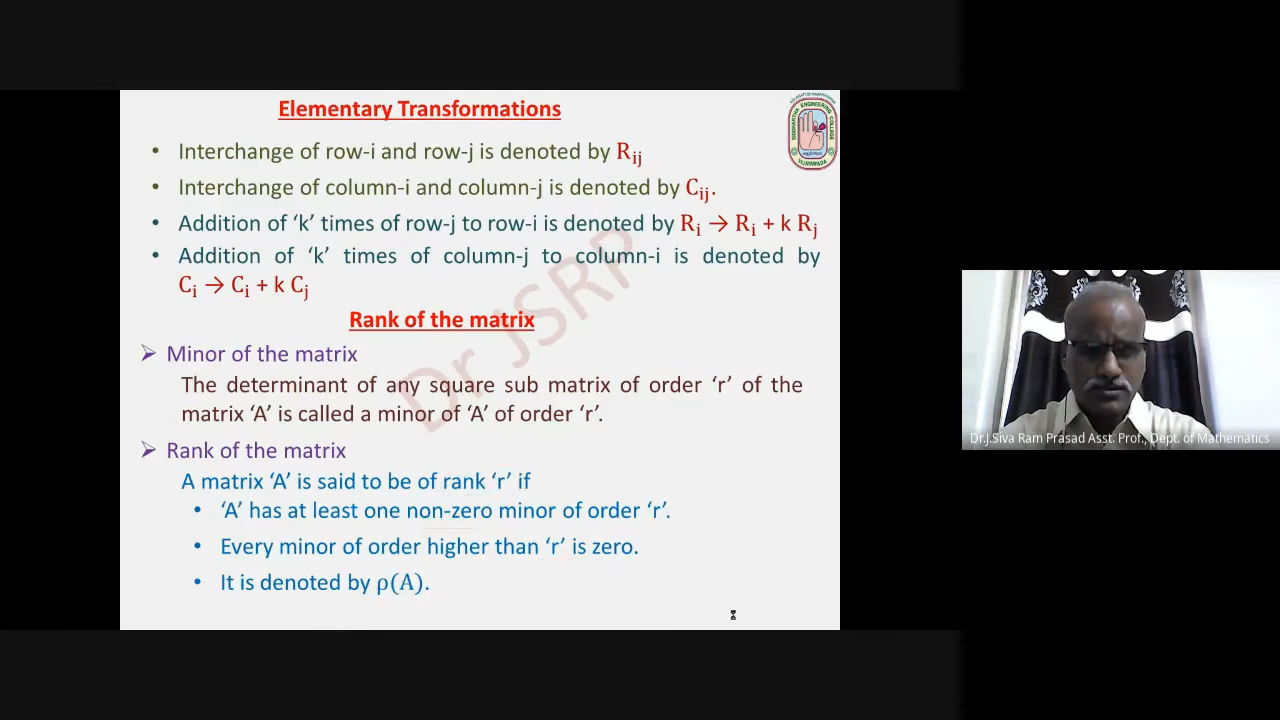 Elementary Transformations
• Interchange of row-i and row-j is denoted by Rij
• Interchange of column-i and column-j is denoted by Cij.
• Addition of ‘k’ times of row-j to row-i is denoted by Ri → Ri + k Rj
• Addition of ‘k’ times of column-j to column-i is denoted by
Ci → Ci + k Cj
Rank of the matrix
➢ Minor of the matrix
The determinant of any square sub matrix of order ‘r’ of the
matrix ‘A’ is called a minor of ‘A’ of order ‘r’.
➢ Rank of the matrix
A matrix ‘A’ is said to be of rank ‘r’ if
• ‘A’ has at least one non-zero minor of order ‘r’.
• Every minor of order higher than ‘r’ is zero.
• It is denoted by ρ(A).
Dr JSRP
SIDDHARTHA ENGINEERING COLLEGE
VIJAYAWADA
Dr.J.Siva Ram Prasad Asst. Prof., Dept. of Mathematics